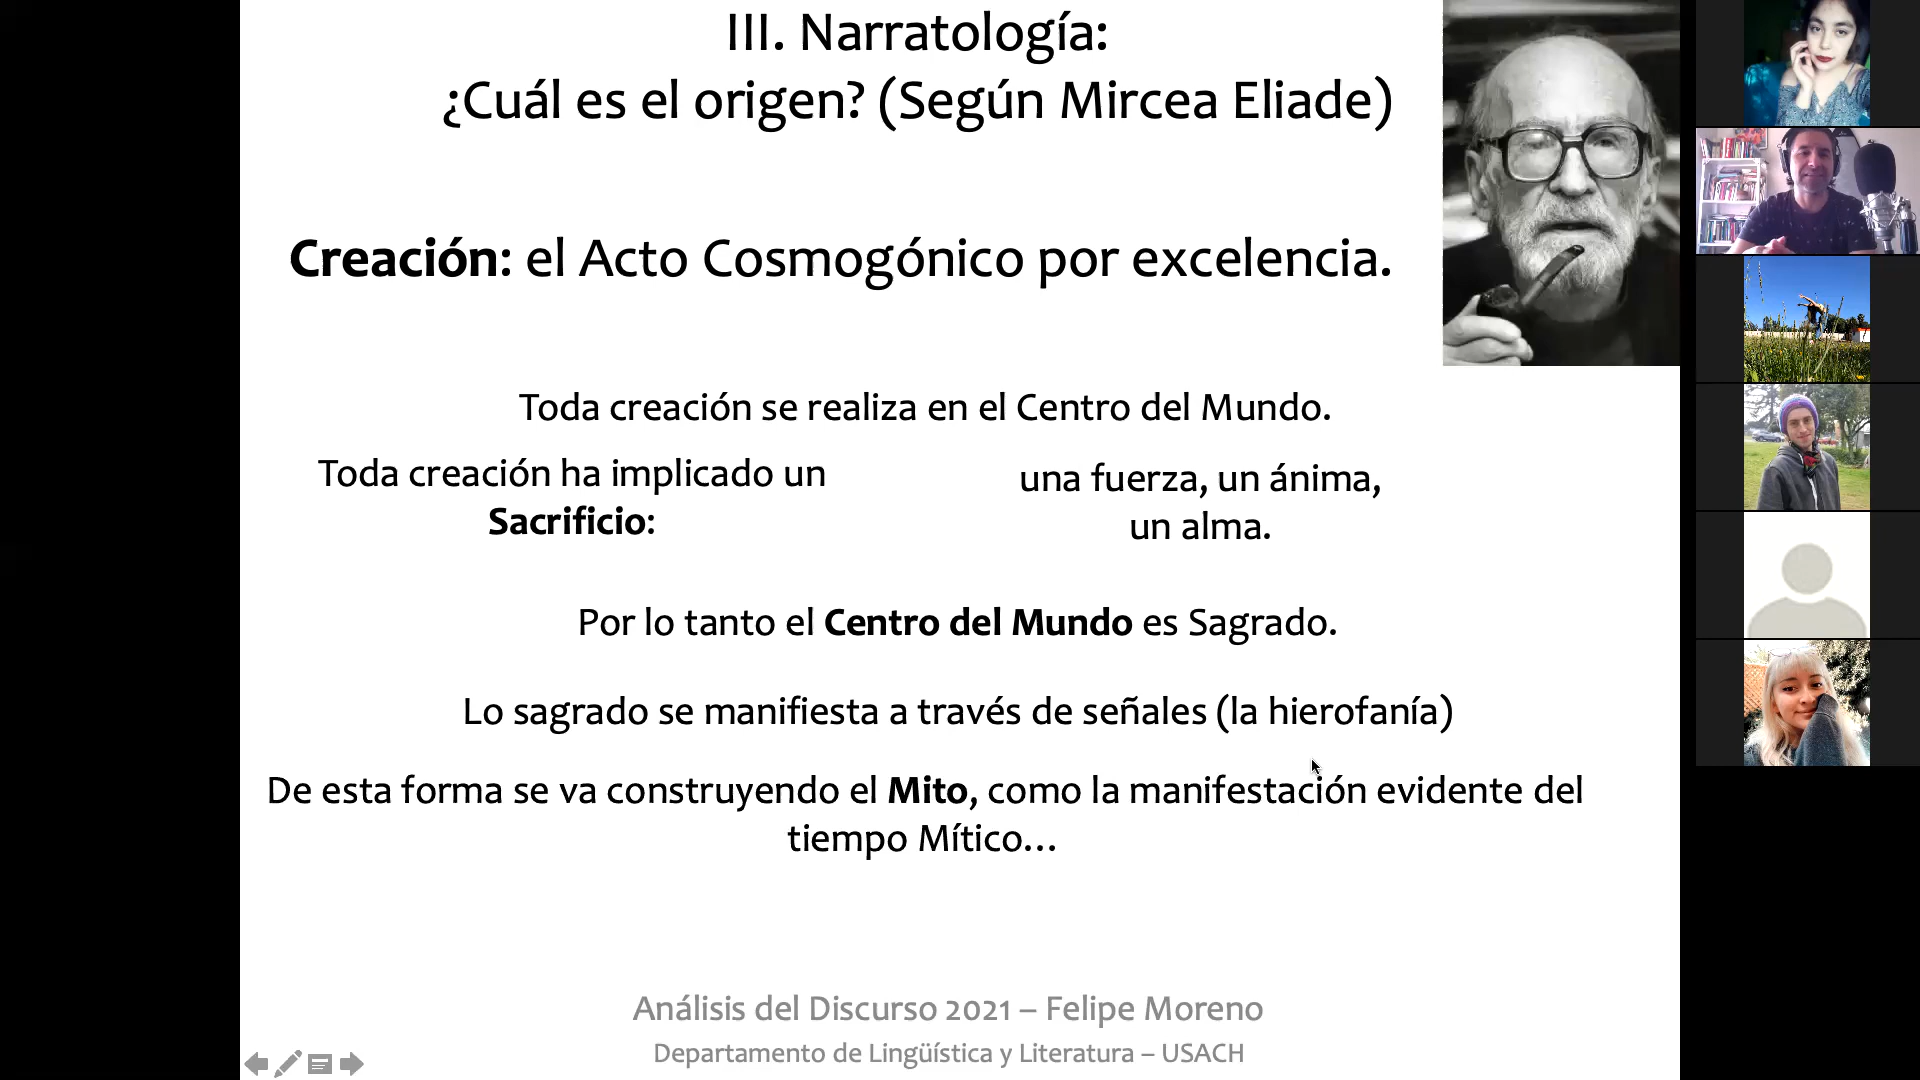 III. Narratología:
¿Cuál es el origen? (Según Mircea Eliade)
Creación: el Acto Cosmogónico por excelencia.
Toda creación se realiza en el Centro del Mundo.
Toda creación ha implicado un
Sacrificio:
una fuerza, un ánima,
un alma.
Por lo tanto el Centro del Mundo es Sagrado.
Lo sagrado se manifiesta a través de señales (la hierofanía)
De esta forma se va construyendo el Mito, como la manifestación evidente del
tiempo Mítico...
Análisis del Discurso 2021 – Felipe Moreno
Departamento de Lingüística y Literatura – USACH